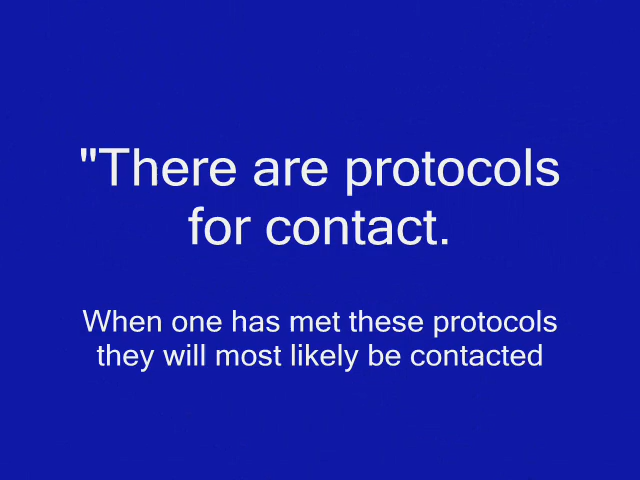 "There are protocols
for contact.
When one has met these protocols
they will most likely be contacted